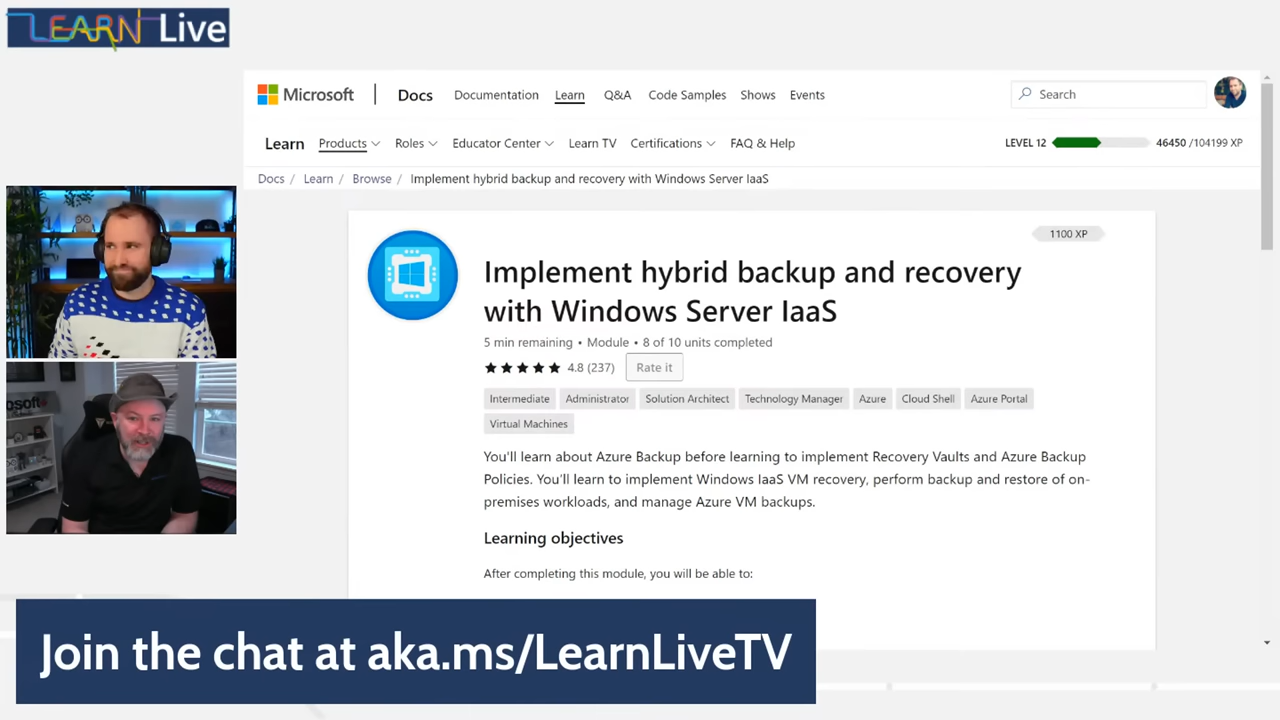 LEARN Live
Microsoft | Docs Documentation Learn Q&A Code Samples Shows Events Search
Learn Products Roles Educator Center Learn TV Certifications FAQ & Help LEVEL 12 46450 /104199 XP
Docs / Learn / Browse / Implement hybrid backup and recovery with Windows Server IaaS
1100 XP
Implement hybrid backup and recovery
with Windows Server IaaS
5 min remaining • Module • 8 of 10 units completed
4.8 (237) Rate it
Intermediate Administrator Solution Architect Technology Manager Azure Cloud Shell Azure Portal
Virtual Machines
You'll learn about Azure Backup before learning to implement Recovery Vaults and Azure Backup
Policies. You'll learn to implement Windows IaaS VM recovery, perform backup and restore of on-
premises workloads, and manage Azure VM backups.
Learning objectives
After completing this module, you will be able to:
osoft
Join the chat at aka.ms/LearnLiveTV